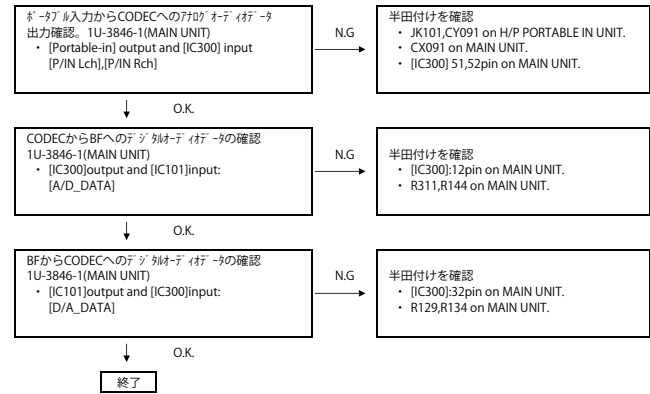 ﾎﾟｰﾀﾌﾞﾙ入力からCODECへのｱﾅﾛｸﾞｵｰﾃﾞｨｵﾃﾞｰﾀ
出力確認。1U-3846-1(MAIN UNIT)
・ [Portable-in] output and [IC300] input
[P/IN Lch],[P/IN Rch]
N.G
半田付けを確認
・ JK101,CY091 on H/P PORTABLE IN UNIT.
・ CX091 on MAIN UNIT.
・ [IC300] 51,52pin on MAIN UNIT.
O.K.
CODECからBFへのﾃﾞｼﾞﾀﾙｵｰﾃﾞｨｵﾃﾞｰﾀの確認
1U-3846-1(MAIN UNIT)
・ [IC300]output and [IC101]input:
[A/D_DATA]
N.G
半田付けを確認
・ [IC300]:12pin on MAIN UNIT.
・ R311,R144 on MAIN UNIT.
O.K.
BFからCODECへのﾃﾞｼﾞﾀﾙｵｰﾃﾞｨｵﾃﾞｰﾀの確認
1U-3846-1(MAIN UNIT)
・ [IC101]output and [IC300]input:
[D/A_DATA]
N.G
半田付けを確認
・ [IC300]:32pin on MAIN UNIT.
・ R129,R134 on MAIN UNIT.
O.K.
終了